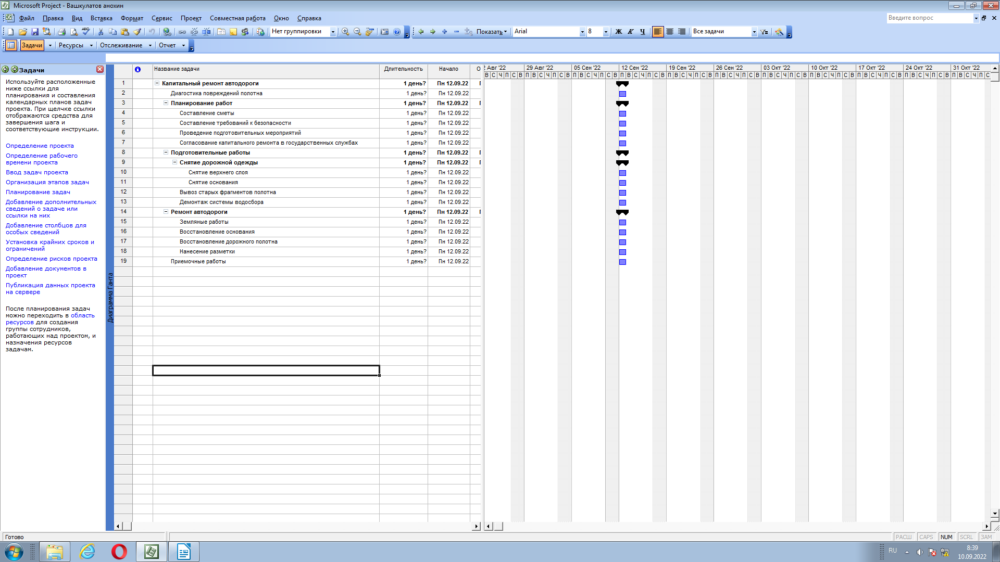 Microsoft Project - Вашкулатов анохин
Файл Правка Вид Вставка Формат Сервис Проект Совместная работа Окно Справка Введите вопрос
Нет группировки Показать Arial 8 Ж К Ч Все задачи
Задачи Ресурсы Отслеживание Отчет
Задачи
Используйте расположенные
ниже ссылки для
планирования и составления
календарных планов задач
проекта. При щелчке ссылки
отображаются средства для
завершения шага и
соответствующие инструкции.
Определение проекта
Определение рабочего
времени проекта
Ввод задач проекта
Организация этапов задач
Планирование задач
Добавление дополнительных
сведений о задаче или
ссылки на них
Добавление столбцов для
особых сведений
Установка крайних сроков и
ограничений
Определение рисков проекта
Добавление документов в
проект
Публикация данных проекта
на сервере
После планирования задач
можно переходить в область
ресурсов для создания
группы сотрудников,
работающих над проектом, и
назначения ресурсов
задачам.
Диаграмма Ганта
Название задачи Длительность Начало О
1 Капитальный ремонт автодороги 1 день? Пн 12.09.22
2 Диагостика повреждений полотна 1 день? Пн 12.09.22
3 Планирование работ 1 день? Пн 12.09.22
4 Составление сметы 1 день? Пн 12.09.22
5 Составление требований к безопасности 1 день? Пн 12.09.22
6 Проведение подготовительных мероприятий 1 день? Пн 12.09.22
7 Согласование капитального ремонта в государственных службах 1 день? Пн 12.09.22
8 Подготовительные работы 1 день? Пн 12.09.22
9 Снятие дорожной одежды 1 день? Пн 12.09.22
10 Снятие верхнего слоя 1 день? Пн 12.09.22
11 Снятие основания 1 день? Пн 12.09.22
12 Вывоз старых фрагментов полотна 1 день? Пн 12.09.22
13 Демонтаж системы водосбора 1 день? Пн 12.09.22
14 Ремонт автодороги 1 день? Пн 12.09.22
15 Земляные работы 1 день? Пн 12.09.22
16 Восстановление основания 1 день? Пн 12.09.22
17 Восстановление дорожного полотна 1 день? Пн 12.09.22
18 Нанесение разметки 1 день? Пн 12.09.22
19 Приемочные работы 1 день? Пн 12.09.22
2 Авг '22 29 Авг '22 05 Сен '22 12 Сен '22 19 Сен '22 26 Сен '22 03 Окт '22 10 Окт '22 17 Окт '22 24 Окт '22 31 Окт '22
В С Ч П С В П В С Ч П С В П В С Ч П С В П В С Ч П С В П В С Ч П С В П В С Ч П С В П В С Ч П С В П В С Ч П С В П В С Ч П С В П В С Ч П С В П В С Ч П С
Готово РАСШ CAPS NUM SCRL ЗАМ
RU 8:39
10.09.2022